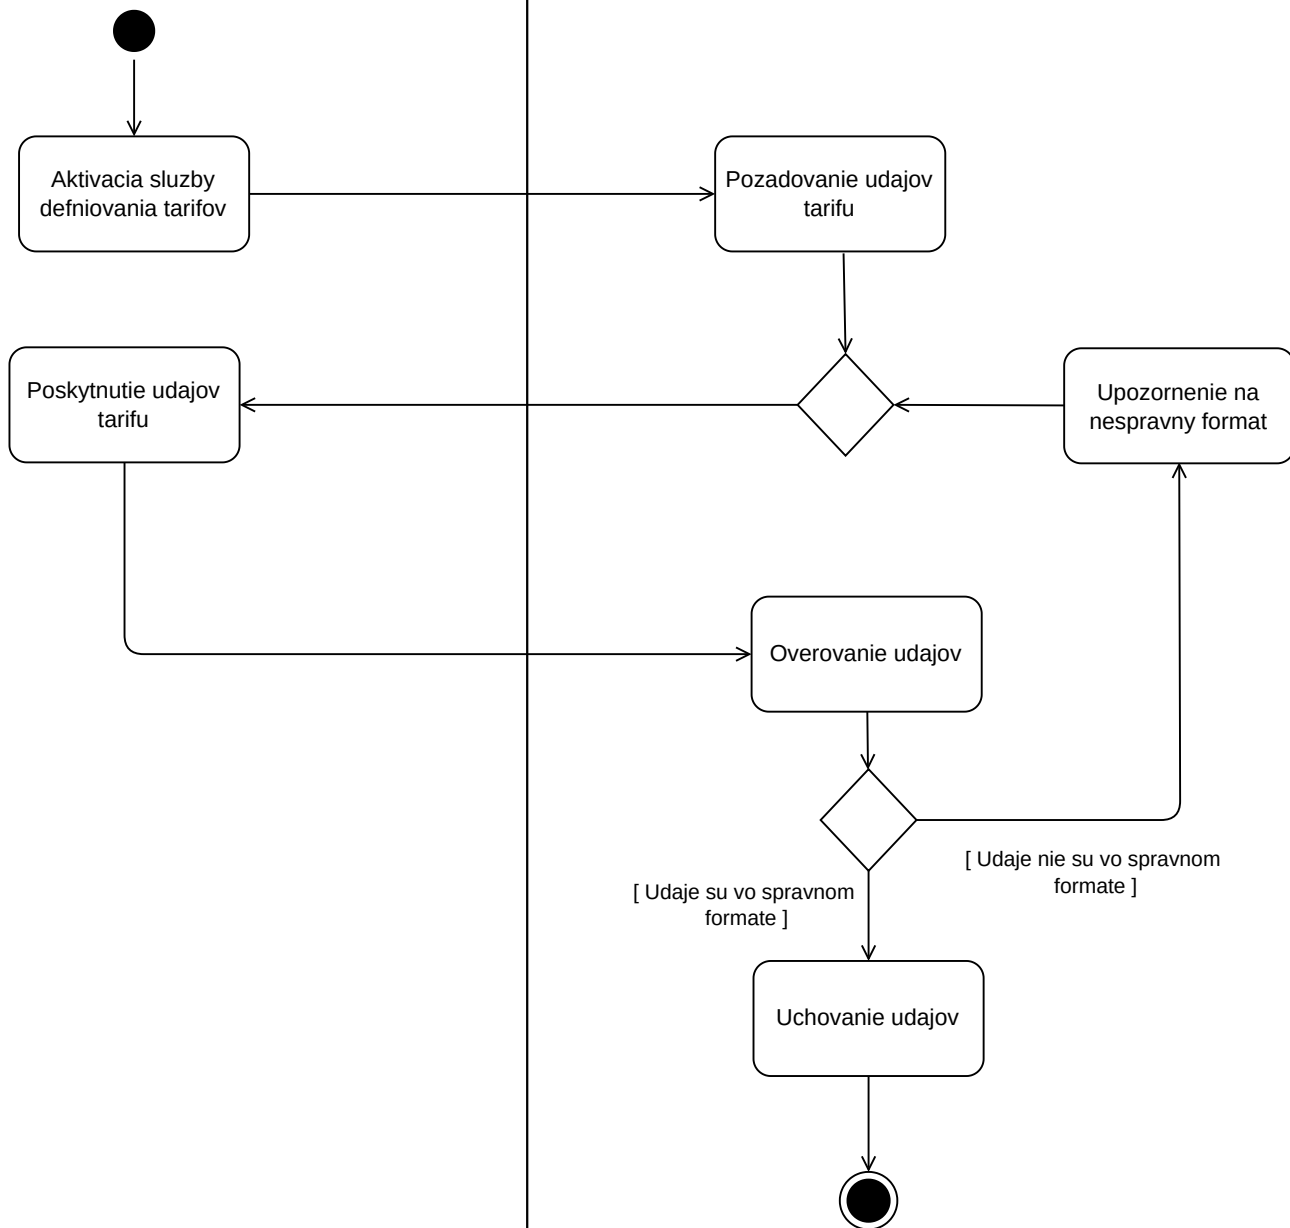 Aktivacia sluzby
defniovania tarifov
Pozadovanie udajov
tarifu
Poskytnutie udajov
tarifu
Upozornenie na
nespravny format
Overovanie udajov
[ Udaje nie su vo spravnom
formate ]
[ Udaje su vo spravnom
formate ]
Uchovanie udajov